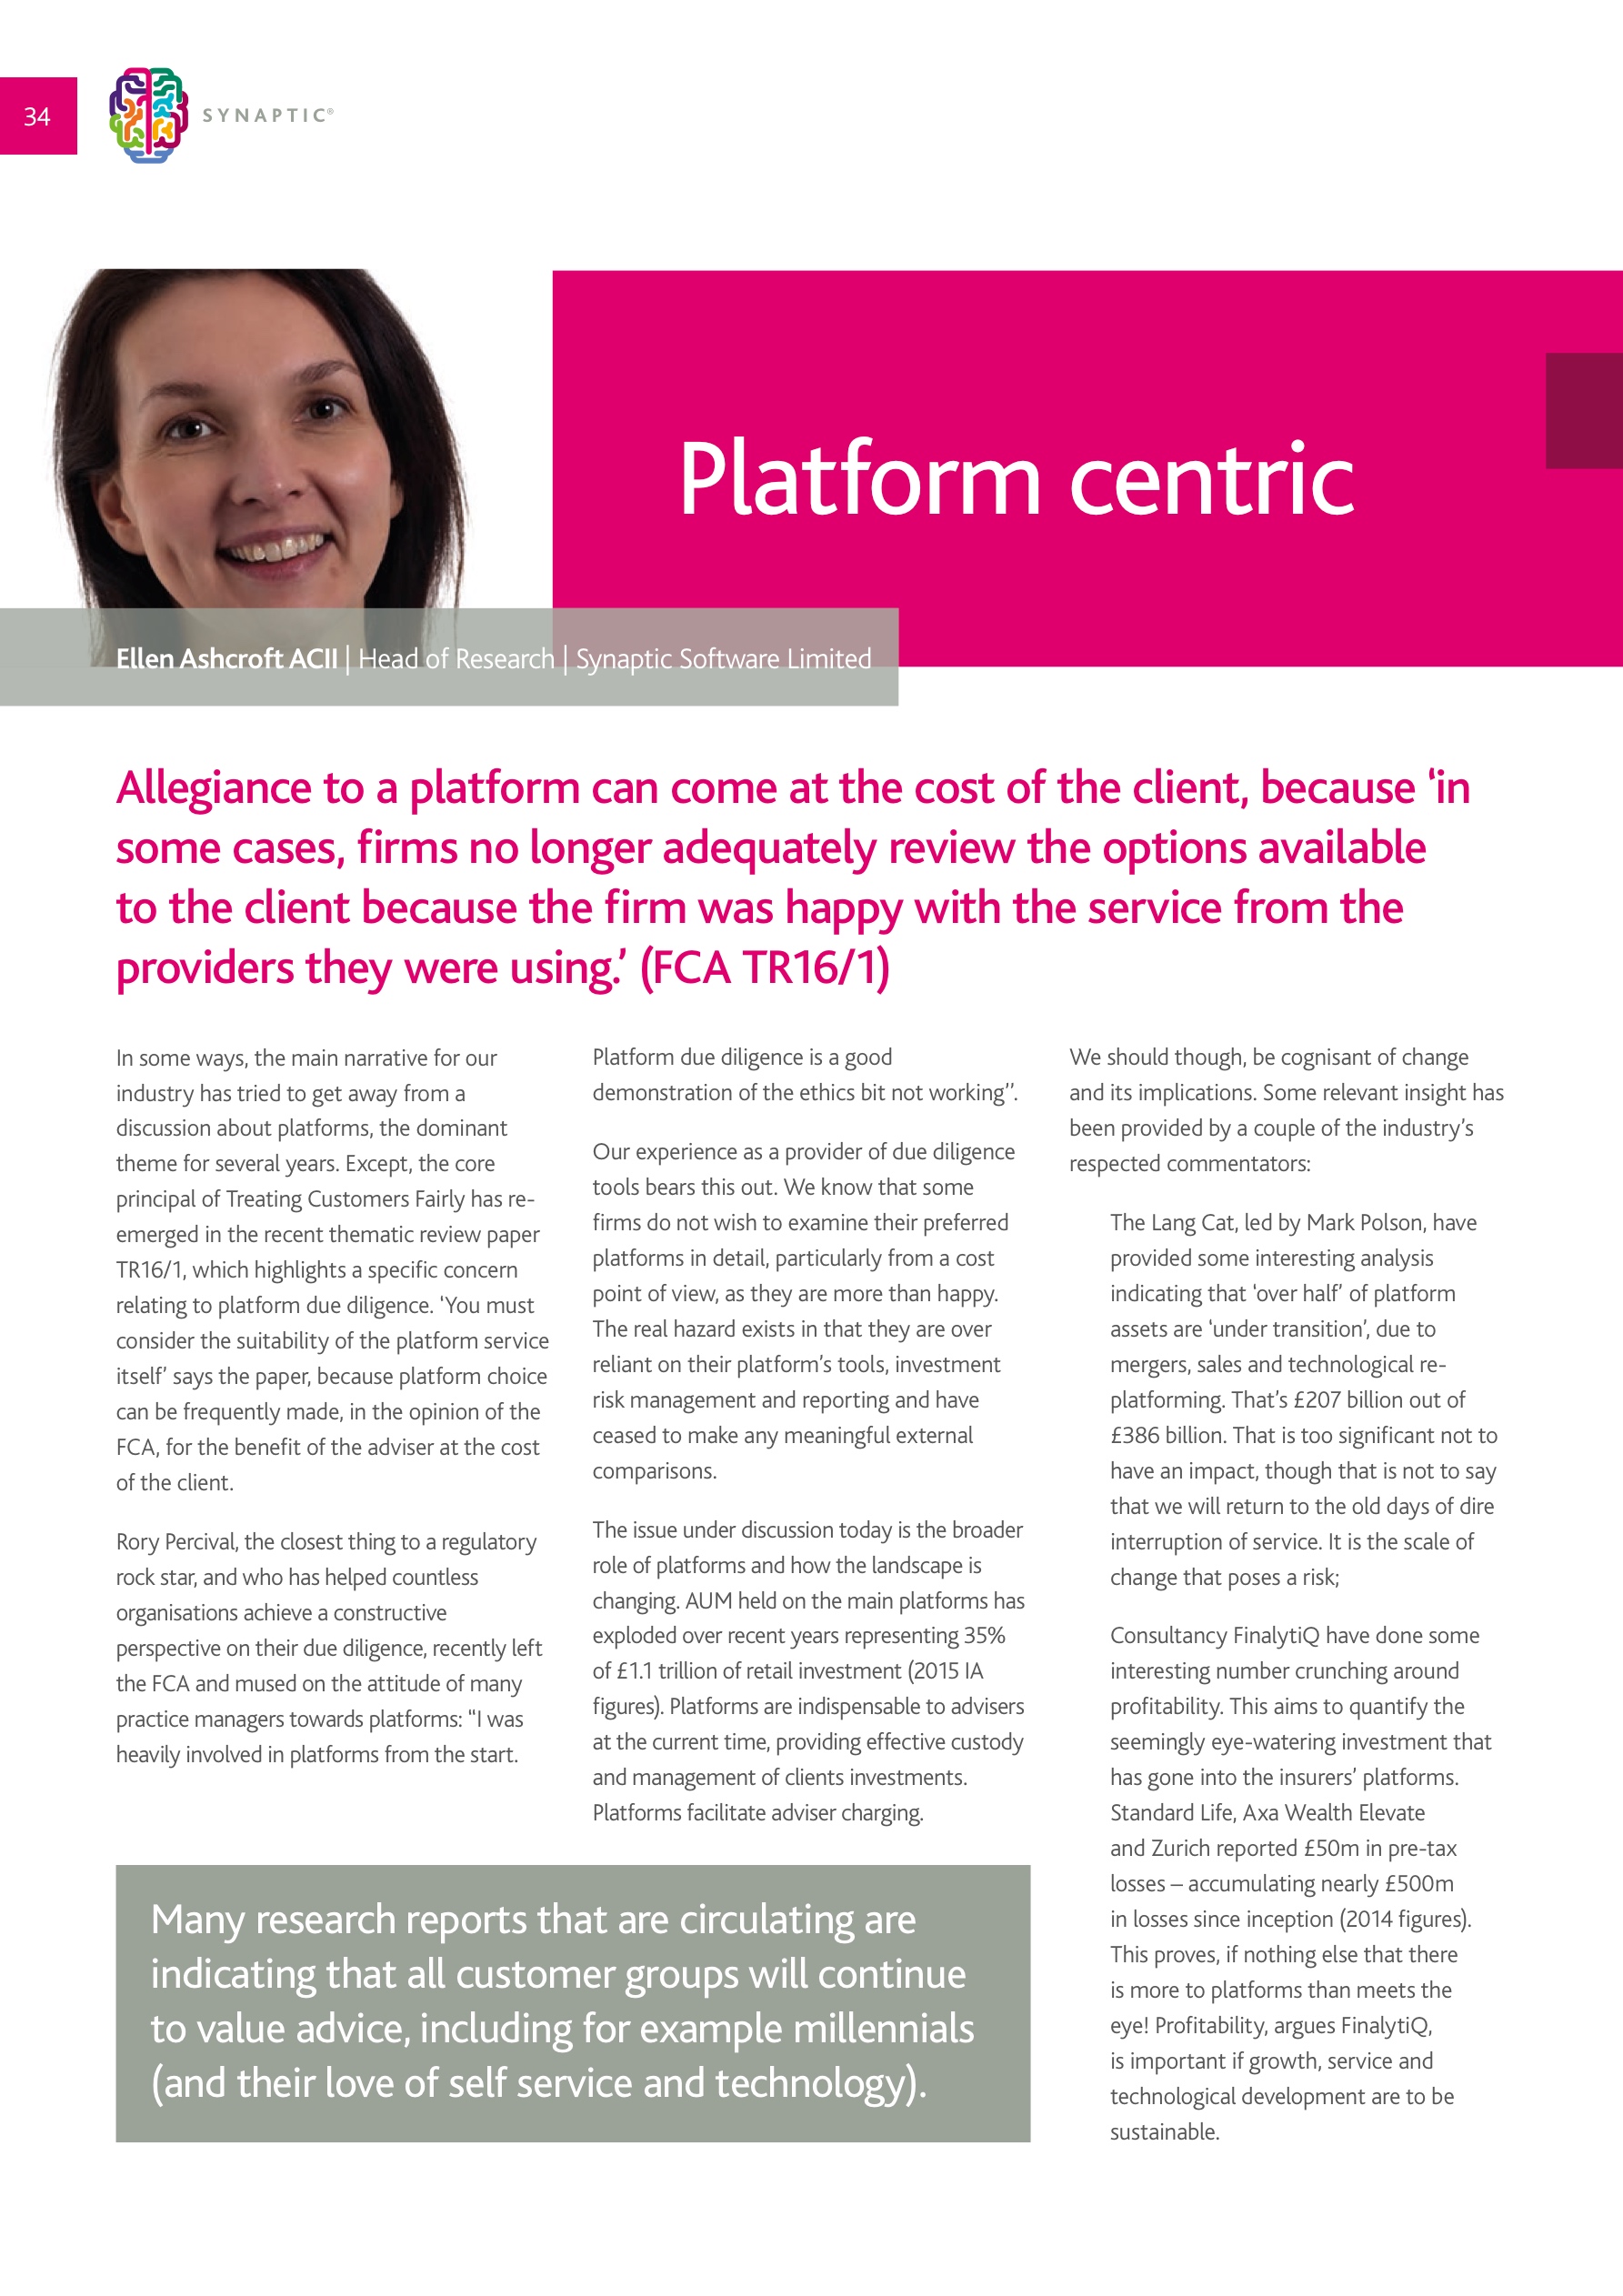 34
SYNAPTIC®
Platform centric
Ellen Ashcroft ACII | Head of Research | Synaptic Software Limited
Allegiance to a platform can come at the cost of the client, because ‘in
some cases, firms no longer adequately review the options available
to the client because the firm was happy with the service from the
providers they were using.’ (FCA TR16/1)
In some ways, the main narrative for our
industry has tried to get away from a
discussion about platforms, the dominant
theme for several years. Except, the core
principal of Treating Customers Fairly has re-
emerged in the recent thematic review paper
TR16/1, which highlights a specific concern
relating to platform due diligence. ‘You must
consider the suitability of the platform service
itself’ says the paper, because platform choice
can be frequently made, in the opinion of the
FCA, for the benefit of the adviser at the cost
of the client.
Rory Percival, the closest thing to a regulatory
rock star, and who has helped countless
organisations achieve a constructive
perspective on their due diligence, recently left
the FCA and mused on the attitude of many
practice managers towards platforms: “I was
heavily involved in platforms from the start.
Platform due diligence is a good
demonstration of the ethics bit not working”.
Our experience as a provider of due diligence
tools bears this out. We know that some
firms do not wish to examine their preferred
platforms in detail, particularly from a cost
point of view, as they are more than happy.
The real hazard exists in that they are over
reliant on their platform’s tools, investment
risk management and reporting and have
ceased to make any meaningful external
comparisons.
The issue under discussion today is the broader
role of platforms and how the landscape is
changing. AUM held on the main platforms has
exploded over recent years representing 35%
of £1.1 trillion of retail investment (2015 IA
figures). Platforms are indispensable to advisers
at the current time, providing effective custody
and management of clients investments.
Platforms facilitate adviser charging.
Many research reports that are circulating are
indicating that all customer groups will continue
to value advice, including for example millennials
(and their love of self service and technology).
We should though, be cognisant of change
and its implications. Some relevant insight has
been provided by a couple of the industry’s
respected commentators:
The Lang Cat, led by Mark Polson, have
provided some interesting analysis
indicating that ‘over half’ of platform
assets are ‘under transition’, due to
mergers, sales and technological re-
platforming. That’s £207 billion out of
£386 billion. That is too significant not to
have an impact, though that is not to say
that we will return to the old days of dire
interruption of service. It is the scale of
change that poses a risk;
Consultancy FinalytiQ have done some
interesting number crunching around
profitability. This aims to quantify the
seemingly eye-watering investment that
has gone into the insurers’ platforms.
Standard Life, Axa Wealth Elevate
and Zurich reported £50m in pre-tax
losses – accumulating nearly £500m
in losses since inception (2014 figures).
This proves, if nothing else that there
is more to platforms than meets the
eye! Profitability, argues FinalytiQ,
is important if growth, service and
technological development are to be
sustainable.